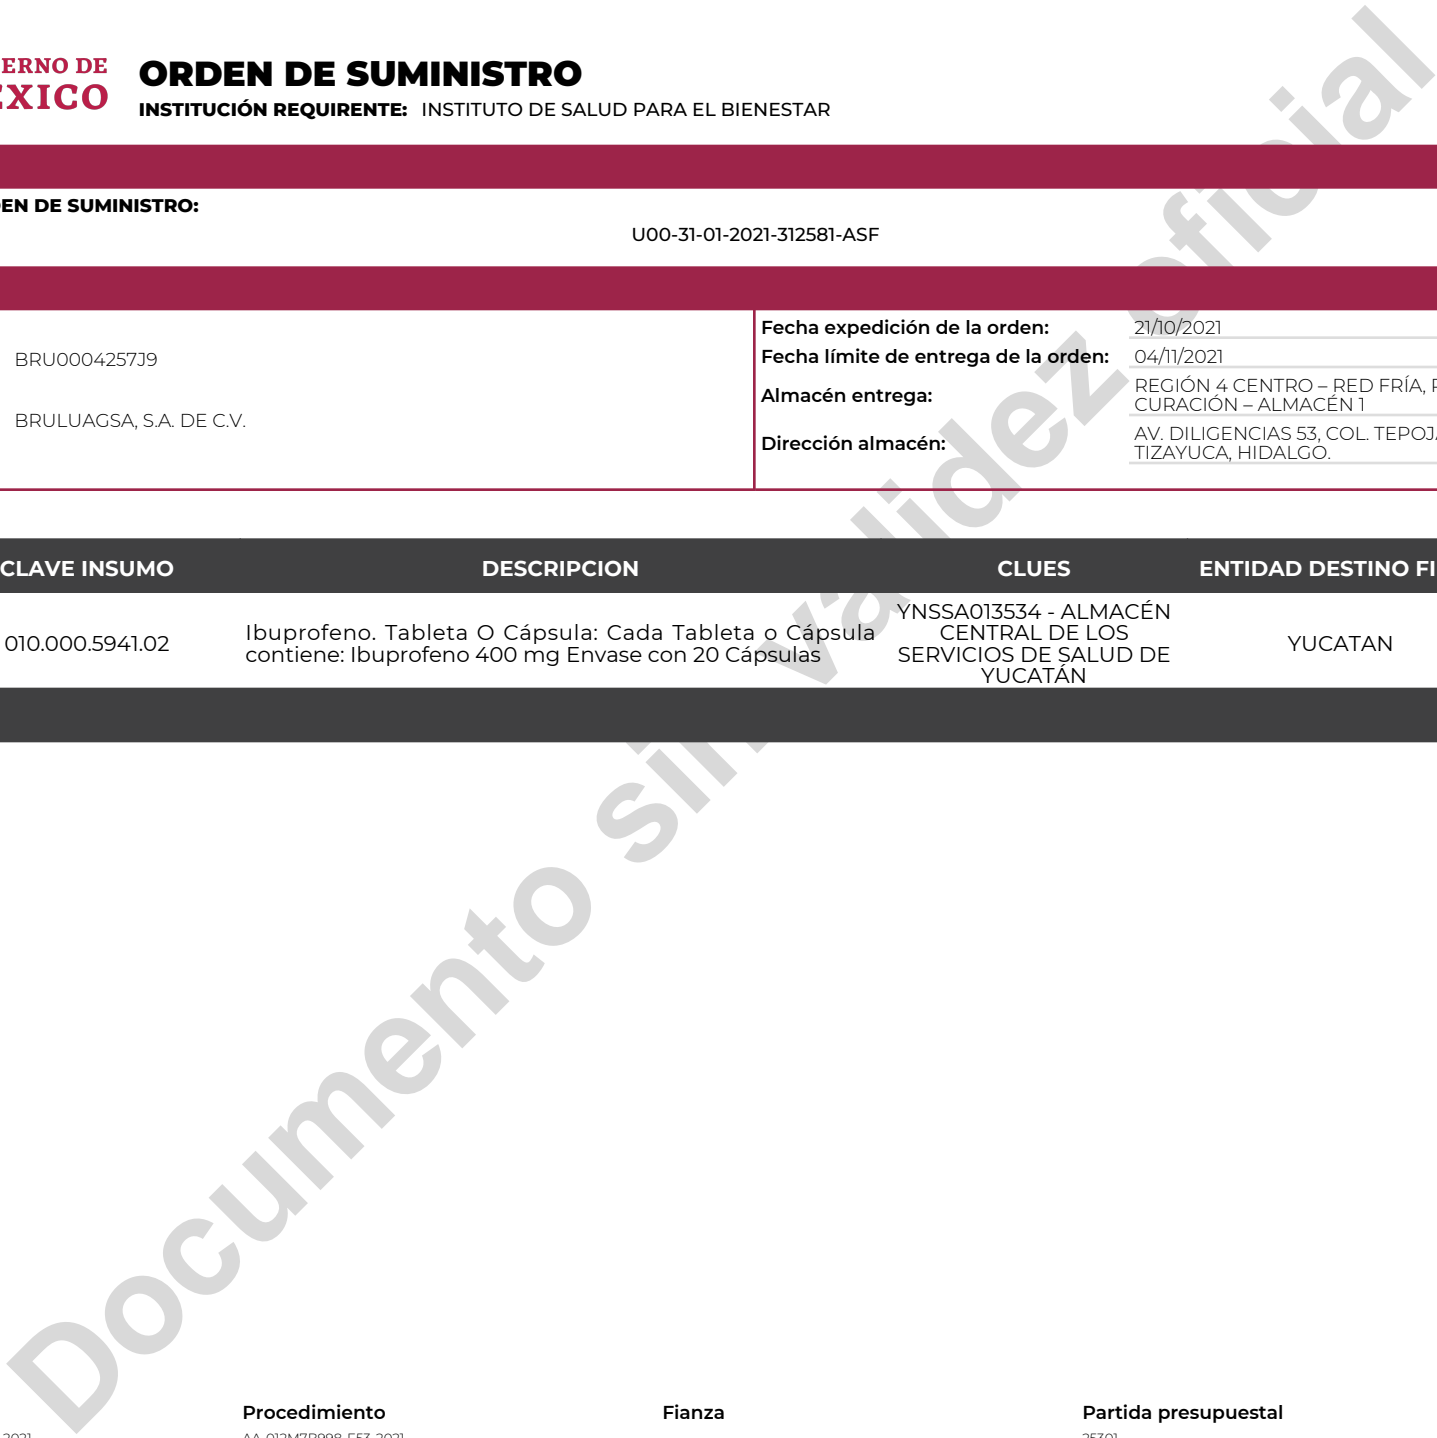 ERNO DE
EXICO
ORDEN DE SUMINISTRO
INSTITUCIÓN REQUIRENTE: INSTITUTO DE SALUD PARA EL BIENESTAR
EN DE SUMINISTRO:
U00-31-01-2021-312581-ASF
BRU0004257J9
BRULUAGSA, S.A. DE C.V.
Fecha expedición de la orden: 21/10/2021
Fecha límite de entrega de la orden: 04/11/2021
Almacén entrega: REGIÓN 4 CENTRO – RED FRÍA,
CURACIÓN – ALMACÉN 1
Dirección almacén: AV. DILIGENCIAS 53, COL. TEPOJ
TIZAYUCA, HIDALGO.
CLAVE INSUMO DESCRIPCION CLUES ENTIDAD DESTINO FI
010.000.5941.02
Ibuprofeno. Tableta O Cápsula: Cada Tableta o Cápsula
contiene: Ibuprofeno 400 mg Envase con 20 Cápsulas
YNSSA013534 - ALMACÉN
CENTRAL DE LOS
SERVICIOS DE SALUD DE
YUCATÁN
YUCATAN
Documento sin validez oficial
Procedimiento Fianza Partida presupuestal